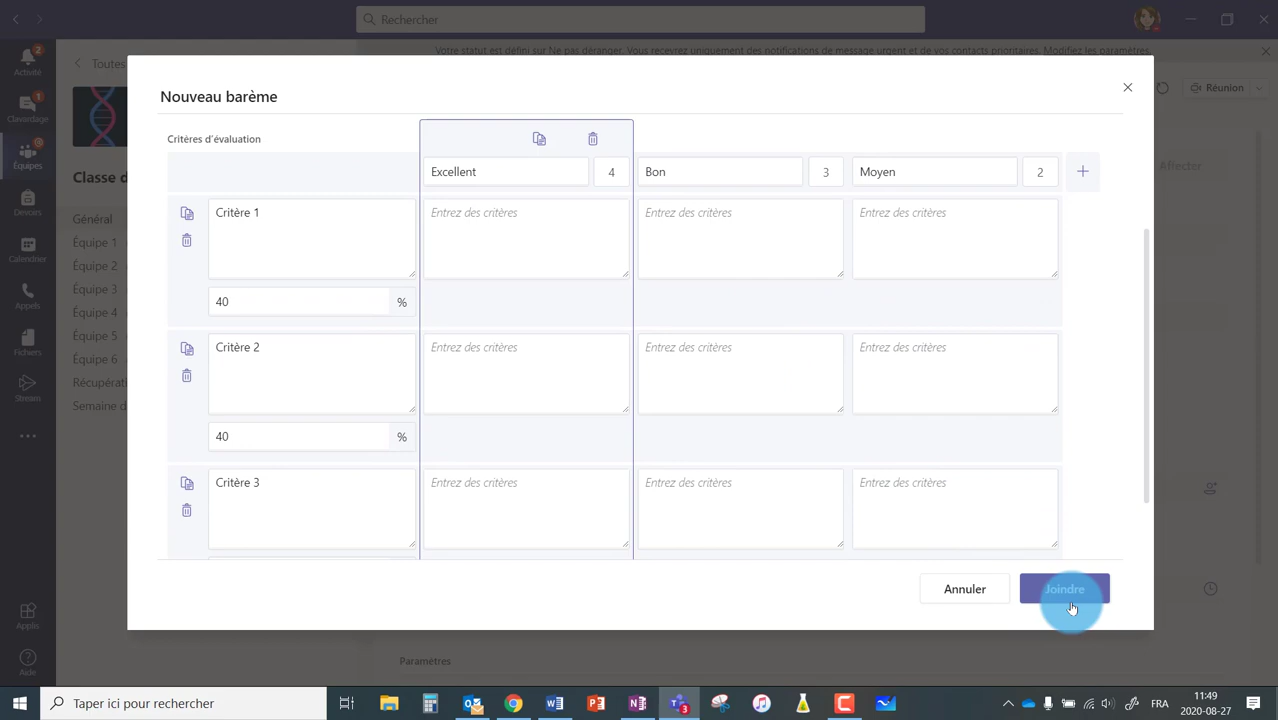 Rechercher
Votre statut est défini sur Ne pas déranger. Vous recevrez uniquement des notifications de message urgent et de vos contacts prioritaires. Modifiez les paramètres.
2
Activité
1
Clavardage
Équipes
Devoirs
Calendrier
Appels
Fichiers
Stream
Applis
Aide
Toutes
Classe d
Général
Équipe 1
Équipe 2
Équipe 3
Équipe 4
Équipe 5
Équipe 6
Récupérati
Semaine d
Réunion
Affecter
Nouveau barème
Critères d'évaluation
Excellent 4 Bon 3 Moyen 2
Critère 1 Entrez des critères Entrez des critères Entrez des critères
40 %
Critère 2 Entrez des critères Entrez des critères Entrez des critères
40 %
Critère 3 Entrez des critères Entrez des critères Entrez des critères
Annuler Joindre
Paramètres
Taper ici pour rechercher
3
FRA
11:49
2020-08-27